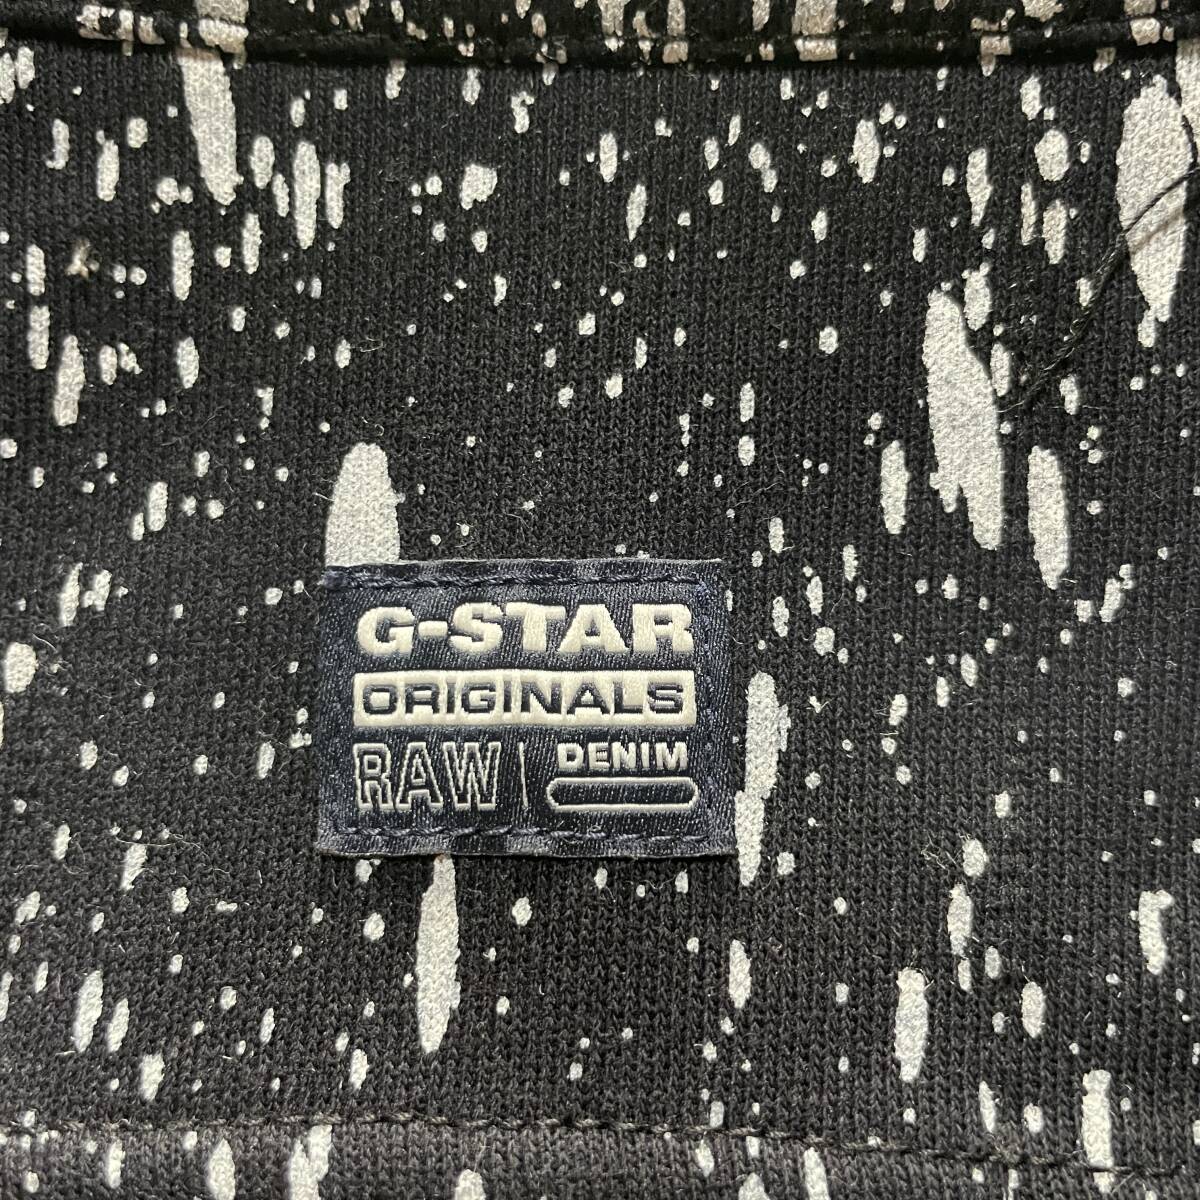 G-STAR
ORIGINALS
RAW | DENIM